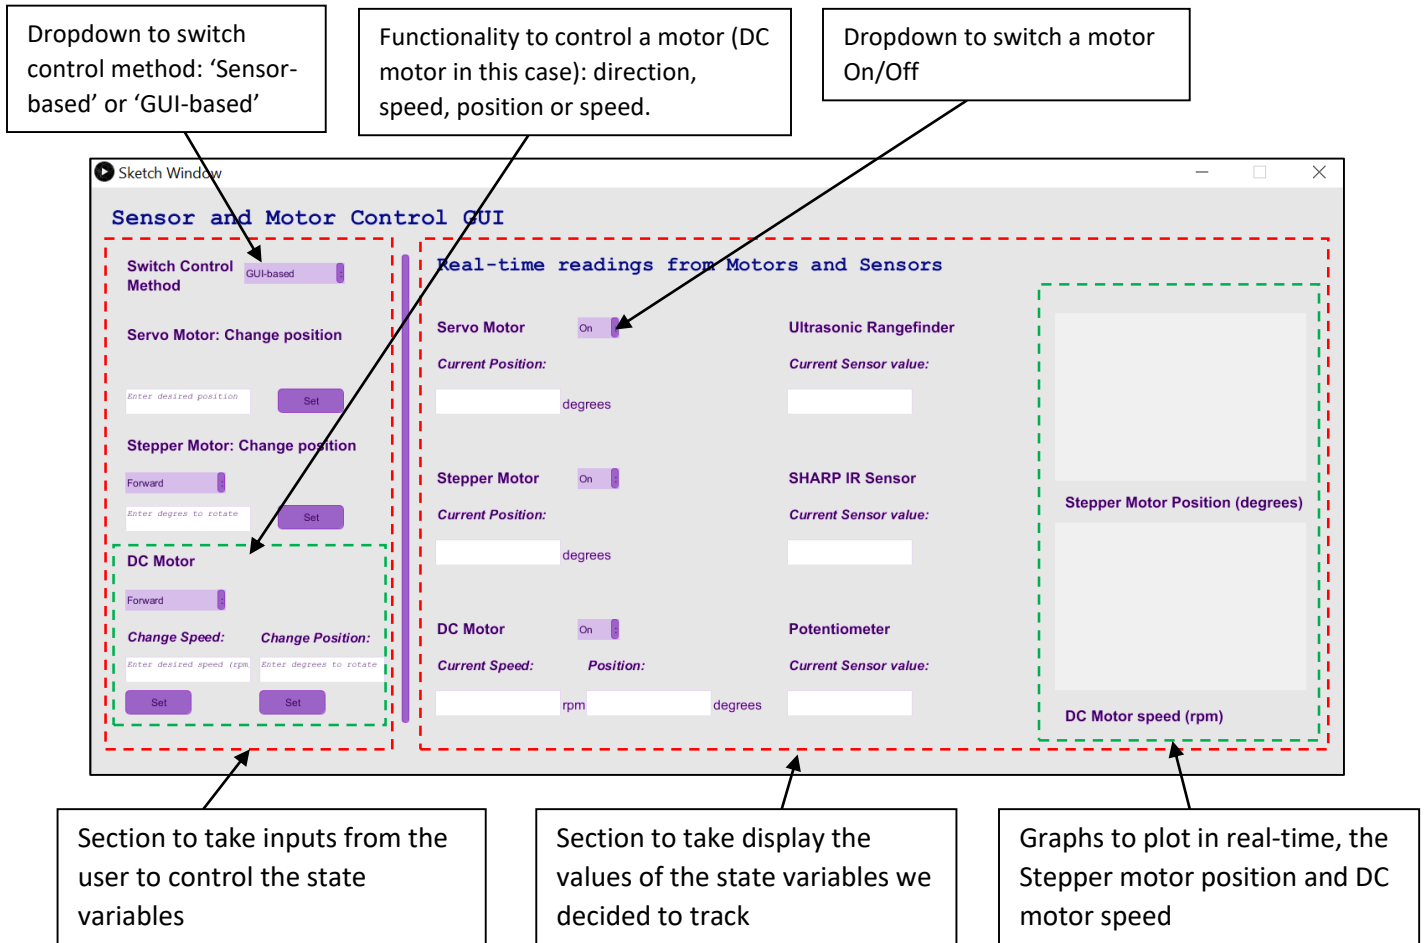 Dropdown to switch
control method: ‘Sensor-
based’ or ‘GUI-based’
Functionality to control a motor (DC
motor in this case): direction,
speed, position or speed.
Dropdown to switch a motor
On/Off
Sketch Window
Sensor and Motor Control GUI
Switch Control
Method
GUI-based
Servo Motor: Change position
Enter desired position
Set
Stepper Motor: Change position
Forward
Enter degres to rotate
Set
DC Motor
Forward
Change Speed:
Change Position:
Enter desired speed (rpm
Enter degrees to rotate
Set
Set
Real-time readings from Motors and Sensors
Servo Motor
On
Ultrasonic Rangefinder
Current Position:
Current Sensor value:
degrees
Stepper Motor
On
SHARP IR Sensor
Current Position:
Current Sensor value:
degrees
DC Motor
On
Potentiometer
Current Speed:
Position:
Current Sensor value:
rpm
degrees
Stepper Motor Position (degrees)
DC Motor speed (rpm)
Section to take inputs from the
user to control the state
variables
Section to take display the
values of the state variables we
decided to track
Graphs to plot in real-time, the
Stepper motor position and DC
motor speed